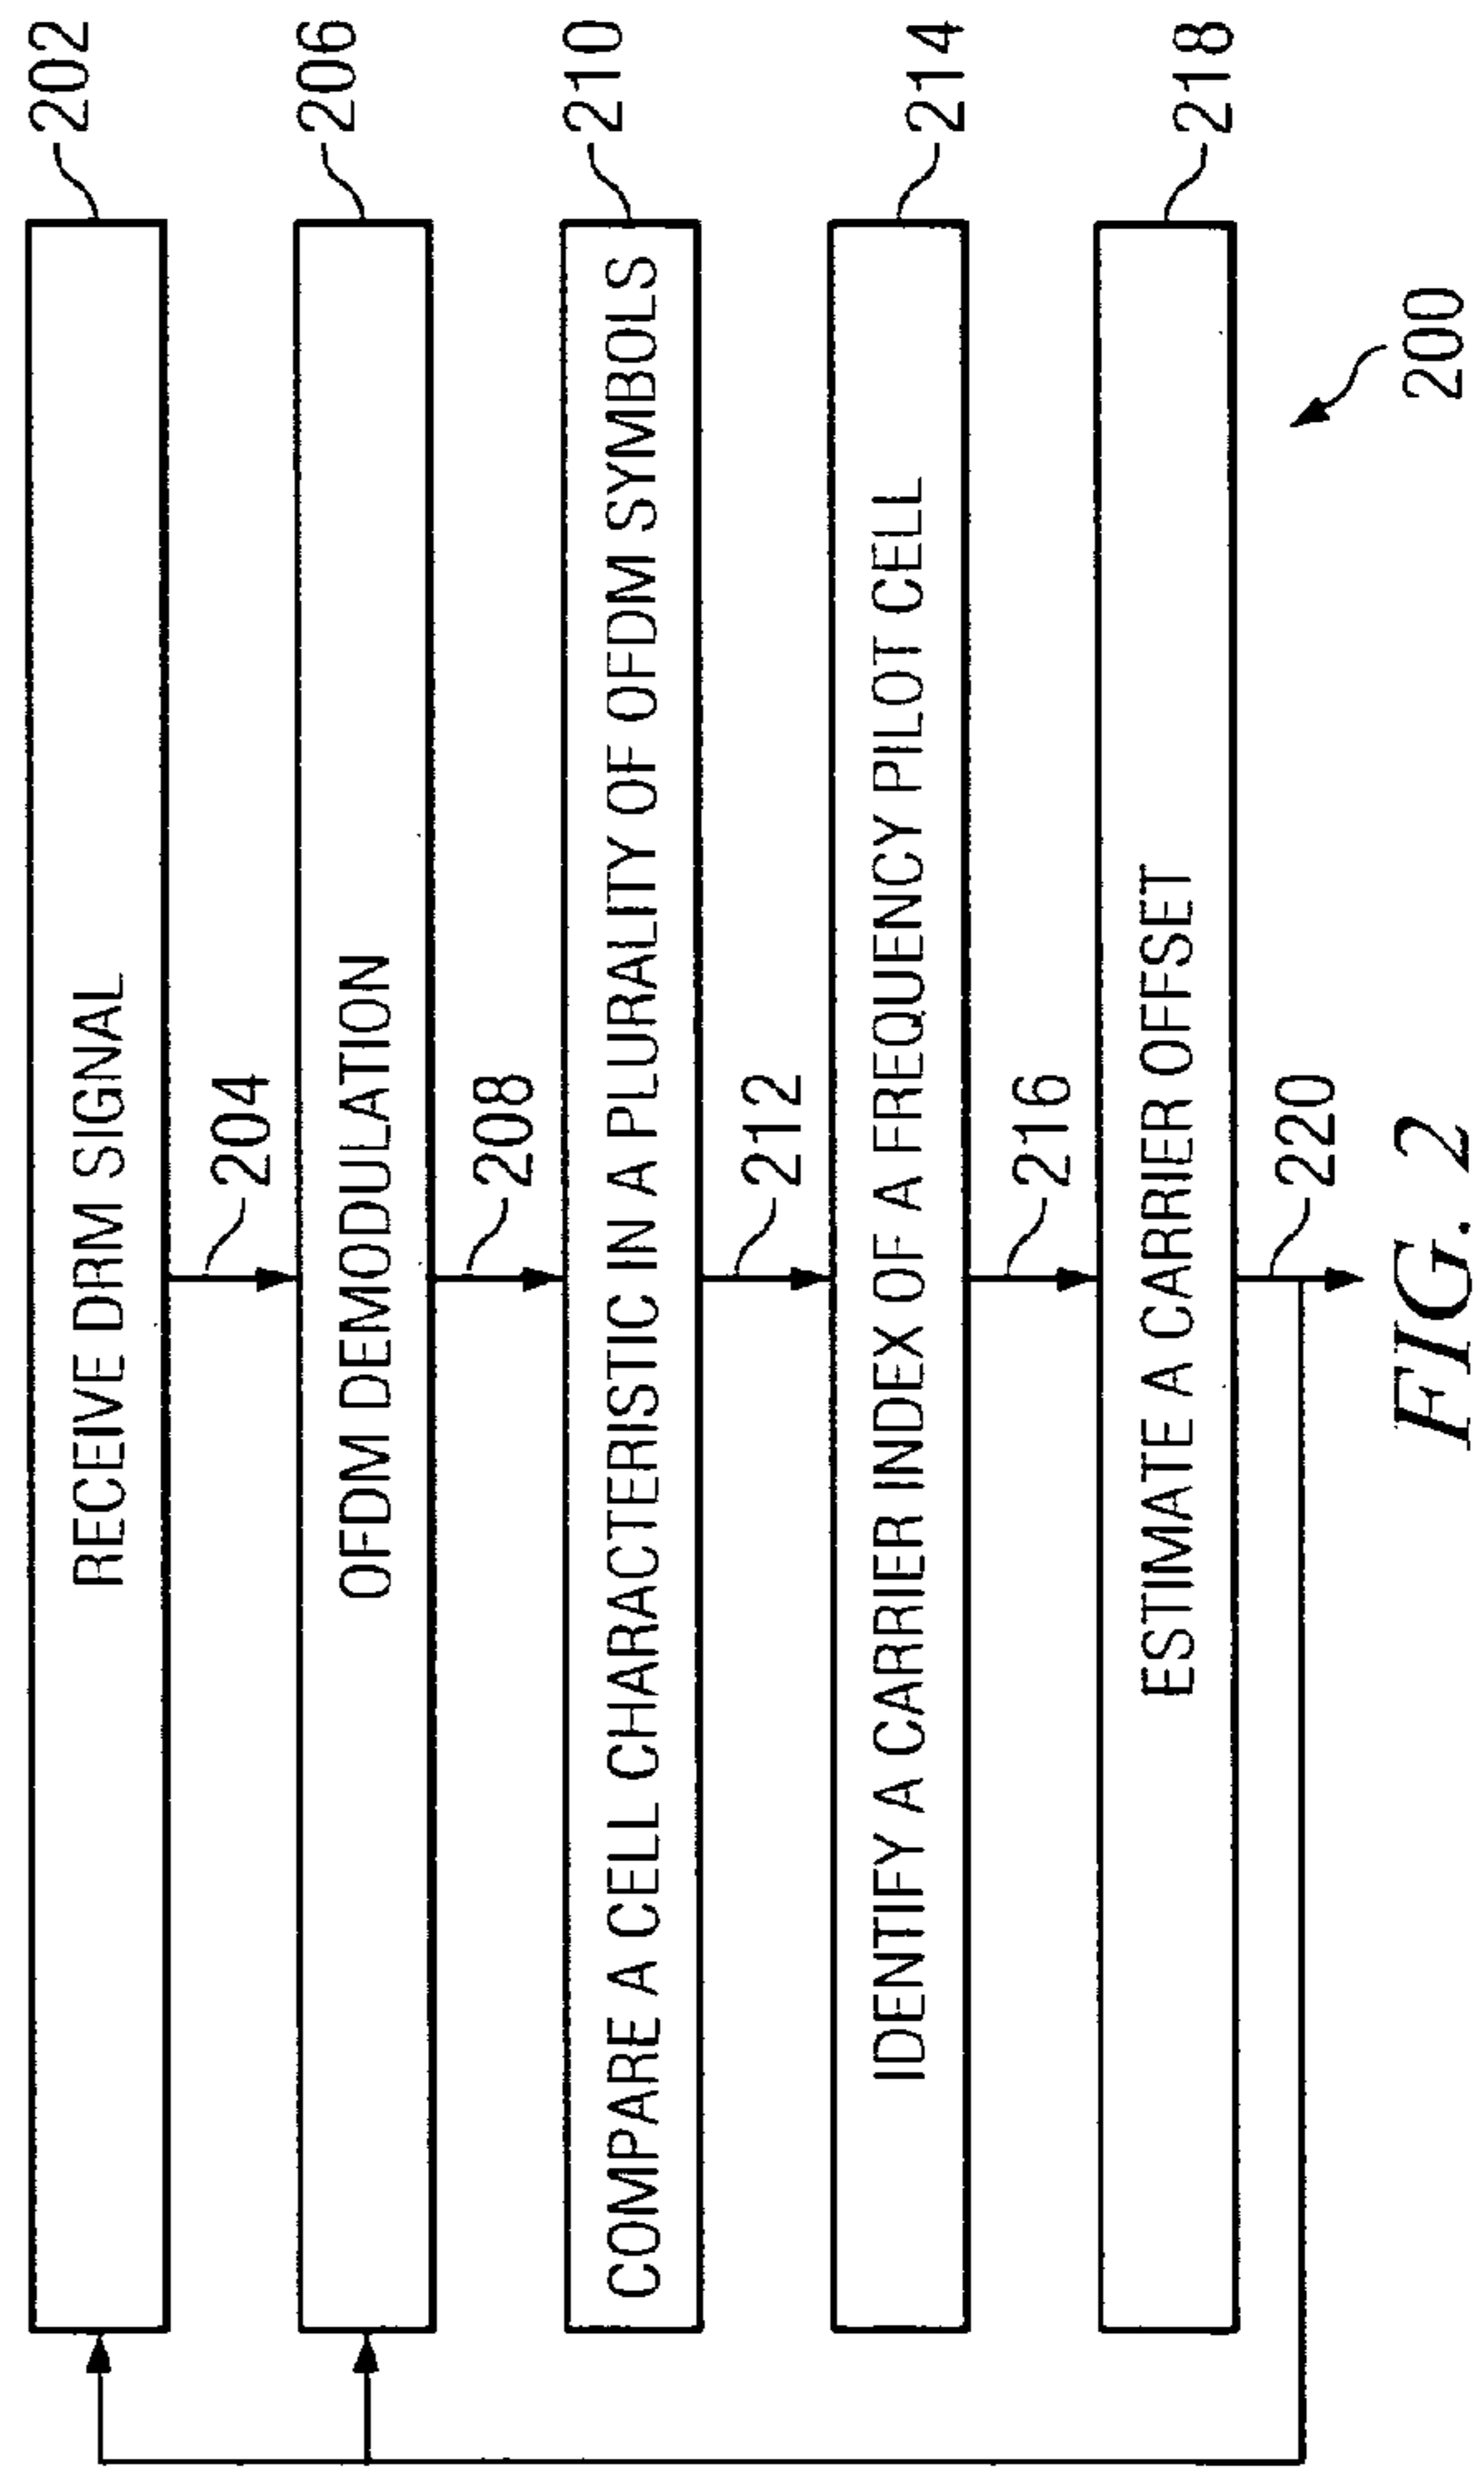 RECEIVE DRM SIGNAL
202
204
OFDM DEMODULATION
206
208
COMPARE A CELL CHARACTERISTIC IN A PLURALITY OF OFDM SYMBOLS
210
212
IDENTIFY A CARRIER INDEX OF A FREQUENCY PILOT CELL
214
216
ESTIMATE A CARRIER OFFSET
218
220
200
FIG. 2